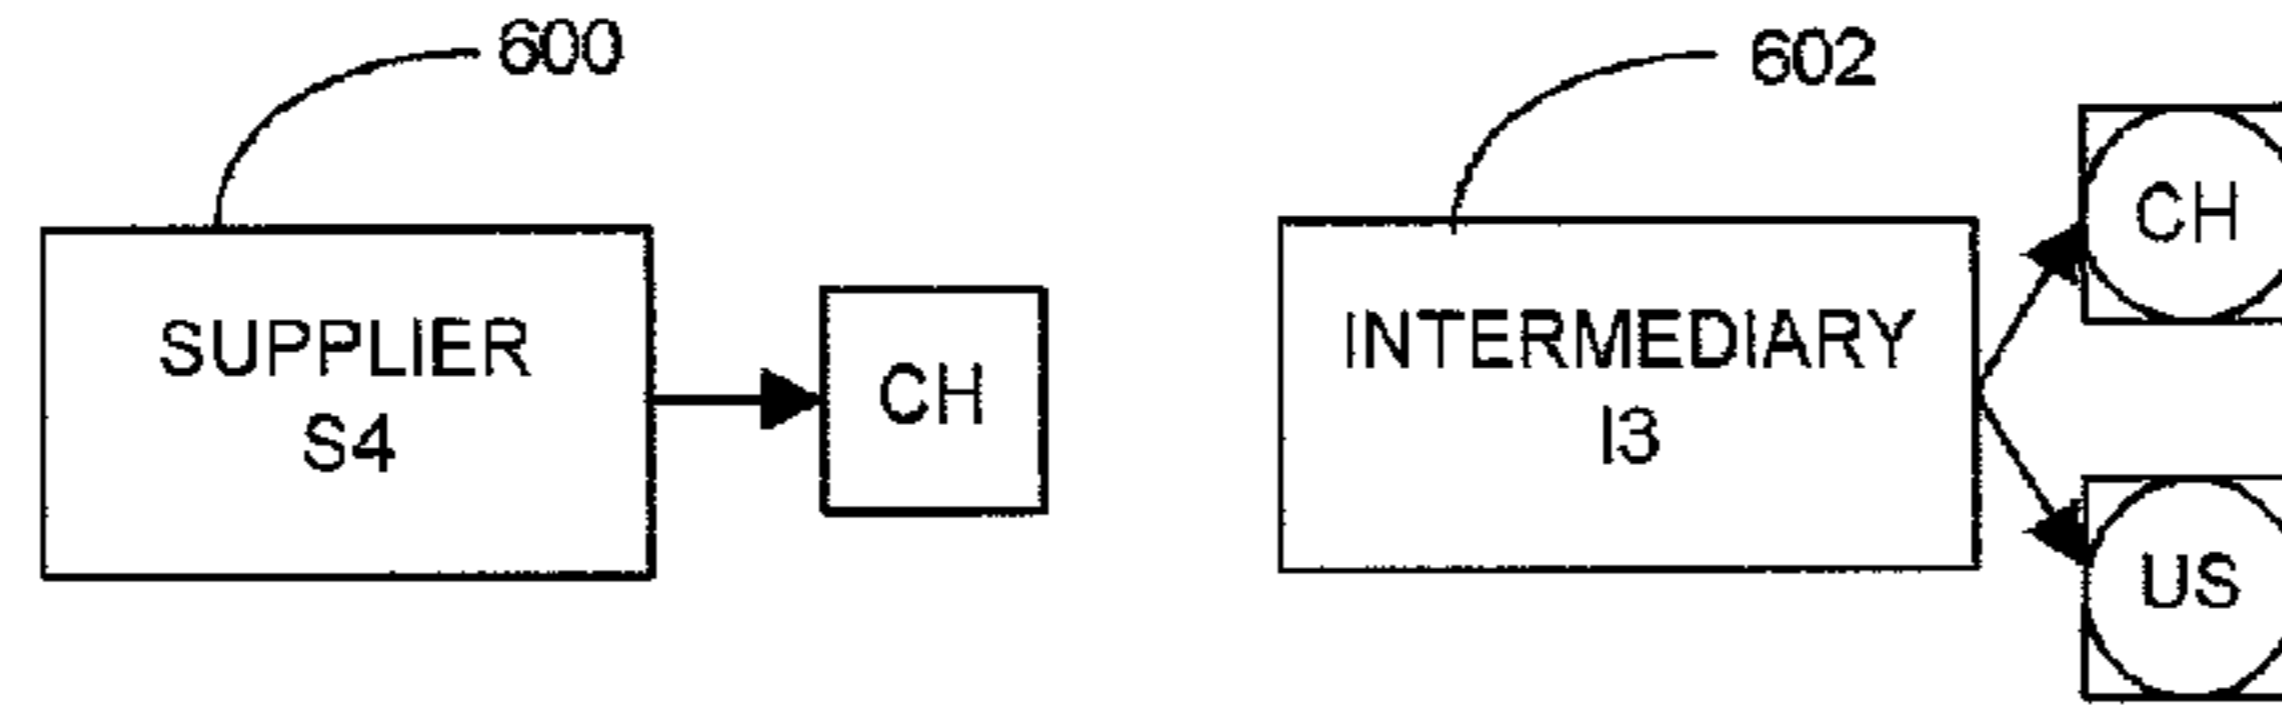 600
SUPPLIER
S4
CH
602
INTERMEDIARY
I3
CH
US